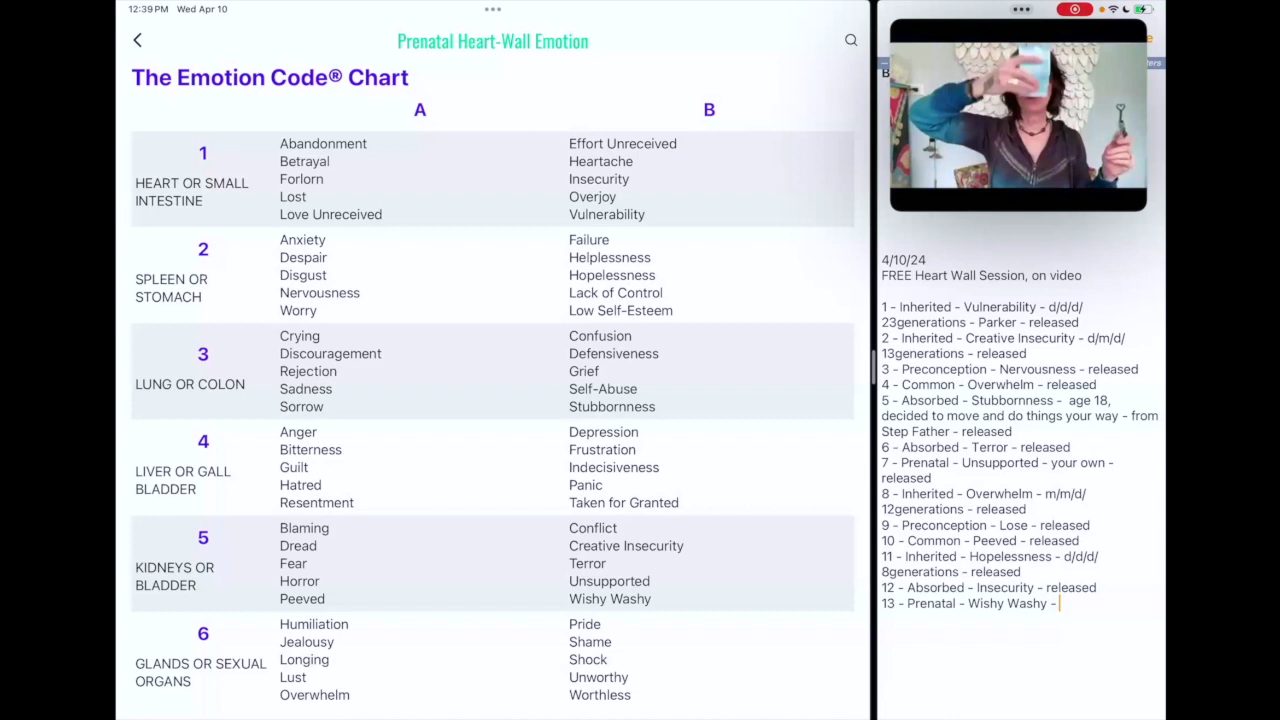 12:39 PM Wed Apr 10
Prenatal Heart-Wall Emotion
The Emotion Code® Chart
A
B
1
HEART OR SMALL
INTESTINE
Abandonment
Betrayal
Forlorn
Lost
Love Unreceived
Effort Unreceived
Heartache
Insecurity
Overjoy
Vulnerability
2
SPLEEN OR
STOMACH
Anxiety
Despair
Disgust
Nervousness
Worry
Failure
Helplessness
Hopelessness
Lack of Control
Low Self-Esteem
3
LUNG OR COLON
Crying
Discouragement
Rejection
Sadness
Sorrow
Confusion
Defensiveness
Grief
Self-Abuse
Stubbornness
4
LIVER OR GALL
BLADDER
Anger
Bitterness
Guilt
Hatred
Resentment
Depression
Frustration
Indecisiveness
Panic
Taken for Granted
5
KIDNEYS OR
BLADDER
Blaming
Dread
Fear
Horror
Peeved
Conflict
Creative Insecurity
Terror
Unsupported
Wishy Washy
6
GLANDS OR SEXUAL
ORGANS
Humiliation
Jealousy
Longing
Lust
Overwhelm
Pride
Shame
Shock
Unworthy
Worthless
4/10/24
FREE Heart Wall Session, on video
1 - Inherited - Vulnerability - d/d/d/
23generations - Parker - released
2 - Inherited - Creative Insecurity - d/m/d/
13generations - released
3 - Preconception - Nervousness - released
4 - Common - Overwhelm - released
5 - Absorbed - Stubbornness - age 18,
decided to move and do things your way - from
Step Father - released
6 - Absorbed - Terror - released
7 - Prenatal - Unsupported - your own -
released
8 - Inherited - Overwhelm - m/m/d/
12generations - released
9 - Preconception - Lose - released
10 - Common - Peeved - released
11 - Inherited - Hopelessness - d/d/d/
8generations - released
12 - Absorbed - Insecurity - released
13 - Prenatal - Wishy Washy -